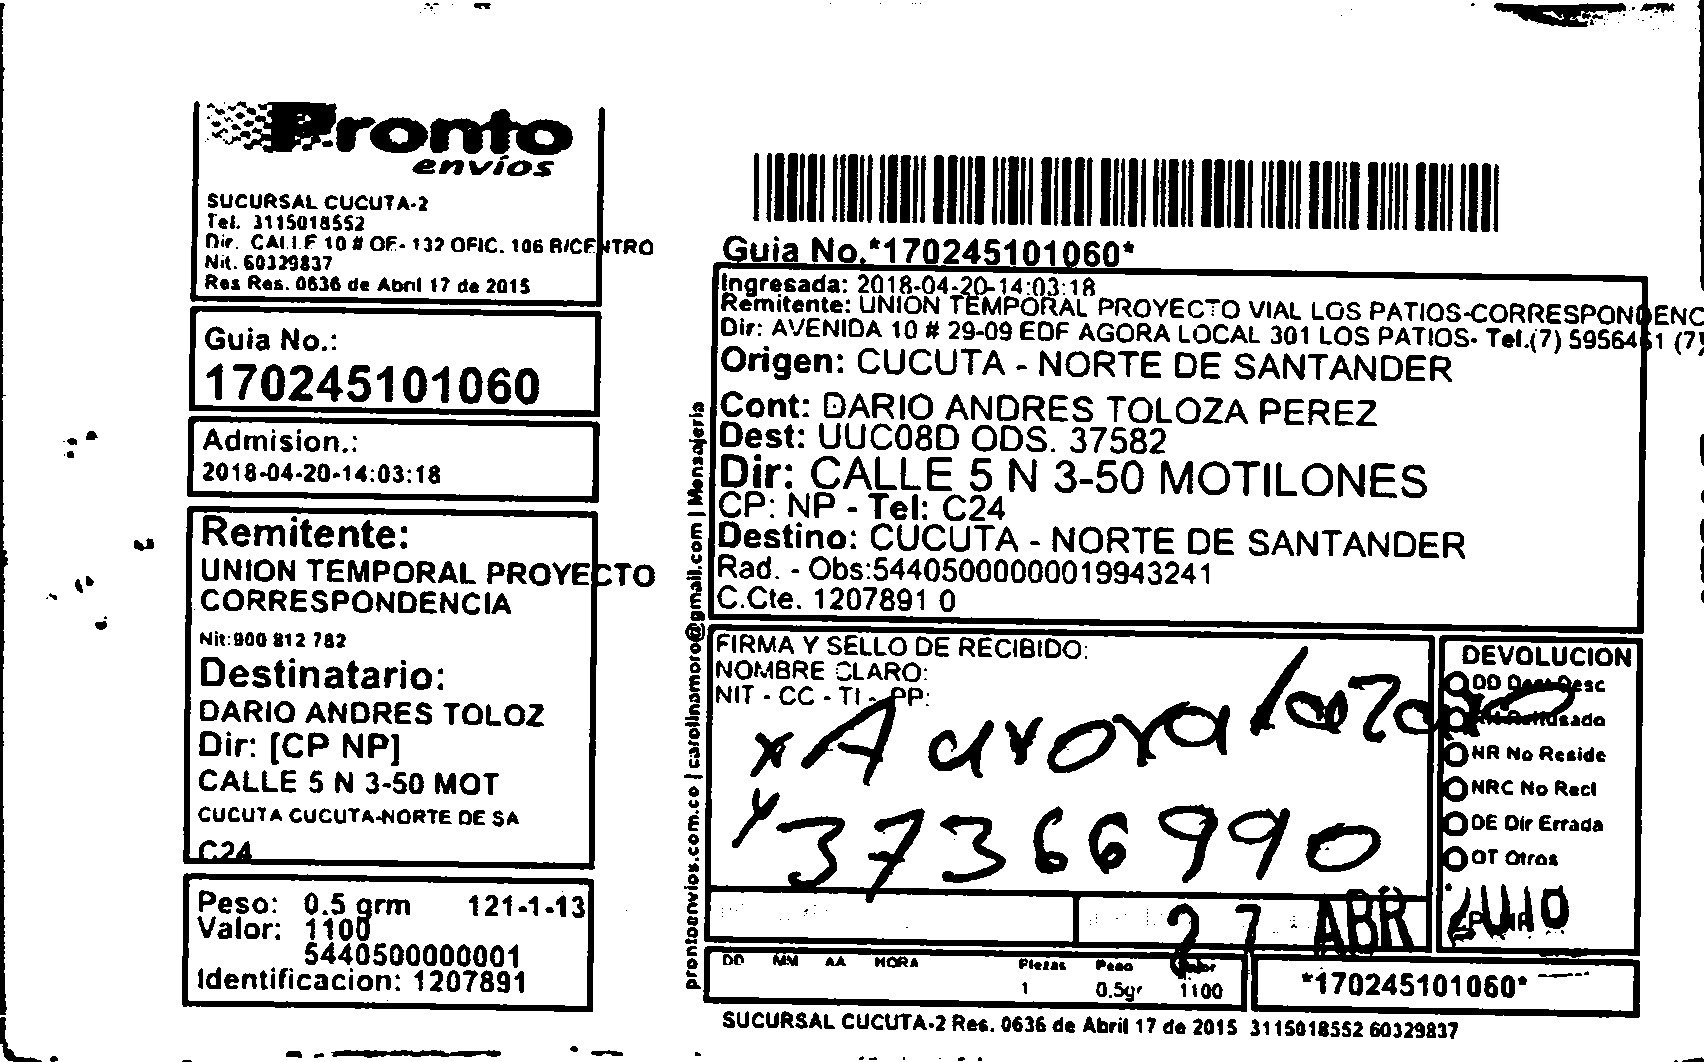 Pronto
envíos
SUCURSAL CUCUTA-2
Tel. 3115018552
Dir. CALLE 10 # OF- 132 OFIC. 106 B/CENTRO
Nit. 60329837
Res Res. 0636 de Abril 17 de 2015
Guia No.:
170245101060
Admision.:
2018-04-20-14:03:18
Remitente:
UNION TEMPORAL PROYECTO
CORRESPONDENCIA
Nit:900 812 782
Destinatario:
DARIO ANDRES TOLOZ
Dir: [CP NP]
CALLE 5 N 3-50 MOT
CUCUTA CUCUTA-NORTE DE SA
C24
Peso: 0.5 grm 121-1-13
Valor: 1100
5440500000001
Identificacion: 1207891
prontoenvios.com.co | carolinamoro@gmail.com | Mensajeria
Guia No.*170245101060*
Ingresada: 2018-04-20-14:03:18
Remitente: UNION TEMPORAL PROYECTO VIAL LOS PATIOS-CORRESPONDENC
Dir: AVENIDA 10 # 29-09 EDF AGORA LOCAL 301 LOS PATIOS- Tel.(7) 5956461 (7)
Origen: CUCUTA - NORTE DE SANTANDER
Cont: DARIO ANDRES TOLOZA PEREZ
Dest: UUC08D ODS. 37582
Dir: CALLE 5 N 3-50 MOTILONES
CP: NP - Tel: C24
Destino: CUCUTA - NORTE DE SANTANDER
Rad. - Obs:54405000000019943241
C.Cte. 1207891 0
FIRMA Y SELLO DE RECIBIDO:
NOMBRE CLARO:
NIT - CC - TI - PP:
x Aurora
37366990
27 ABR
DEVOLUCION
DD Desc
Rehusado
NR No Reside
NRC No Recl
DE Dir Errada
OT Otros
DD MM AA HORA Piezas Peso Valor
1 0.5gr 1100
*170245101060*
SUCURSAL CUCUTA-2 Res. 0636 de Abril 17 de 2015 3115018552 60329837